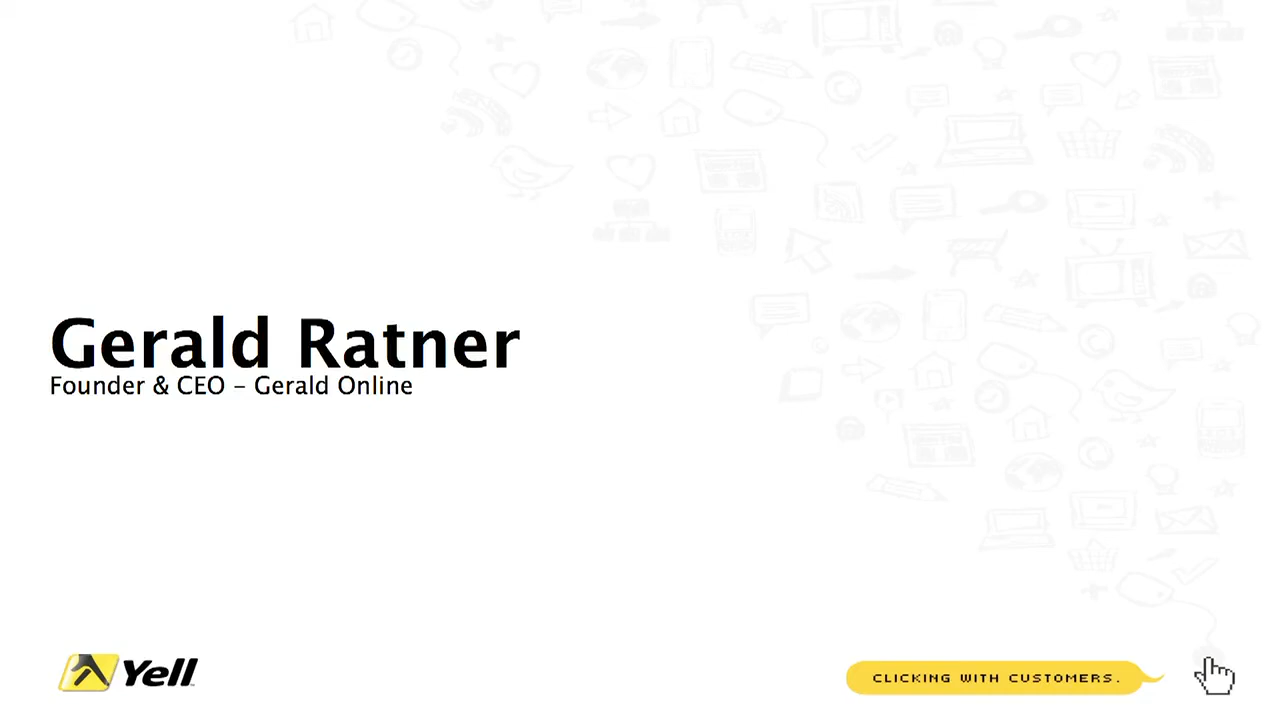 Gerald Ratner
Founder & CEO – Gerald Online
Yell
CLICKING WITH CUSTOMERS.